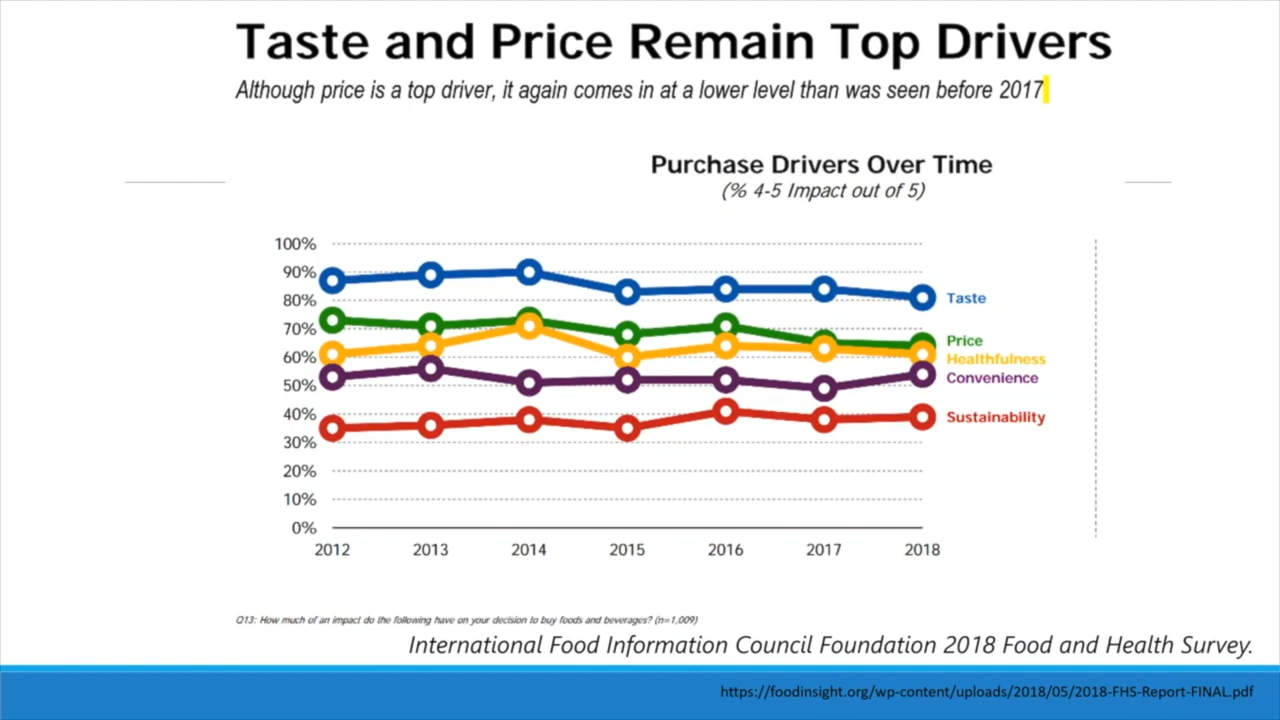 Taste and Price Remain Top Drivers
Although price is a top driver, it again comes in at a lower level than was seen before 2017
Purchase Drivers Over Time
(% 4-5 Impact out of 5)
100%
90%
80%
70%
60%
50%
40%
30%
20%
10%
0%
Taste
Price
Healthfulness
Convenience
Sustainability
2012 2013 2014 2015 2016 2017 2018
Q13: How much of an impact do the following have on your decision to buy foods and beverages? (n=1,009)
International Food Information Council Foundation 2018 Food and Health Survey.
https://foodinsight.org/wp-content/uploads/2018/05/2018-FHS-Report-FINAL.pdf